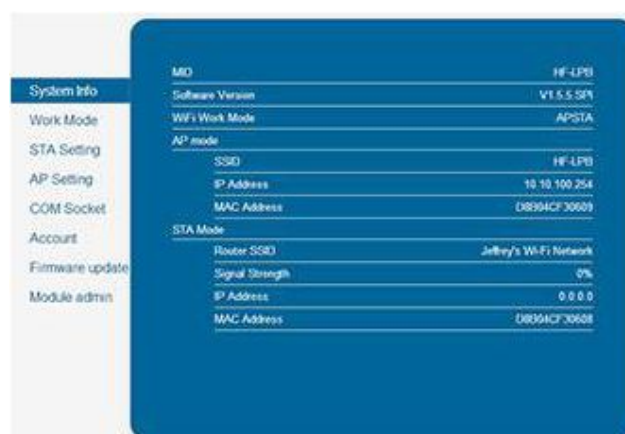 System Info
Work Mode
STA Setting
AP Setting
COM Socket
Account
Firmware update
Module admin
MID HF-LPB
Software Version V1.5.5.SPI
WiFi Work Mode APSTA
AP mode
SSID HF-LPB
IP Address 10.10.100.254
MAC Address D8B04CF30609
STA Mode
Router SSID Jeffrey's Wi-Fi Network
Signal Strength 0%
IP Address 0.0.0.0
MAC Address D8B04CF30608